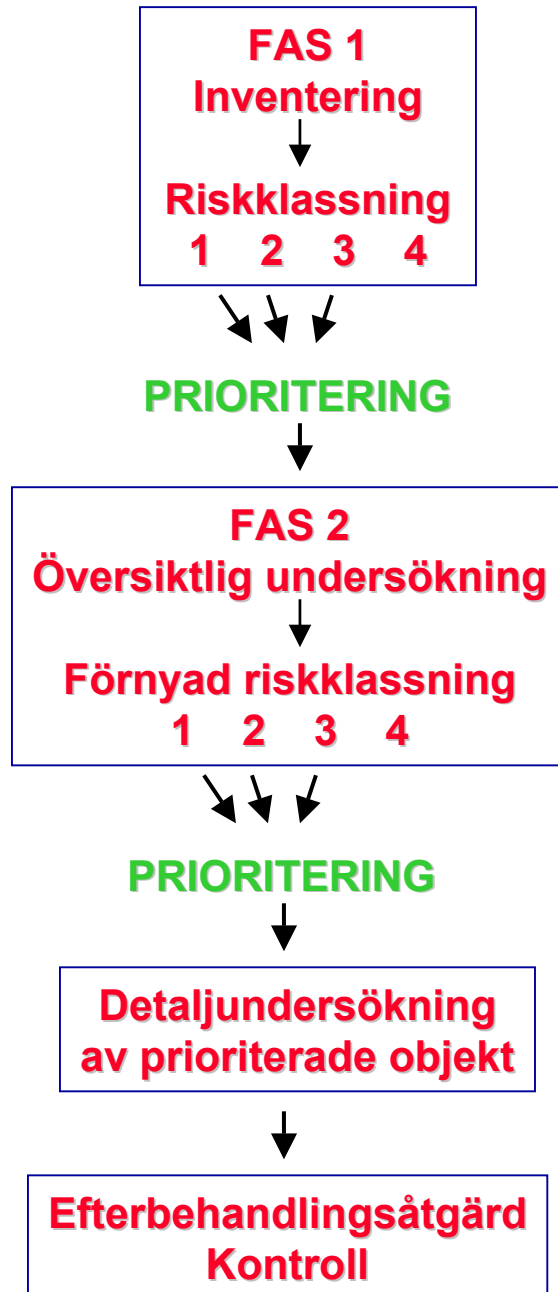 FAS 1
Inventering
Riskklassning
1 2 3 4
PRIORITERING
FAS 2
Översiktlig undersökning
Förnyad riskklassning
1 2 3 4
PRIORITERING
Detaljundersökning
av prioriterade objekt
Efterbehandlingsåtgärd
Kontroll